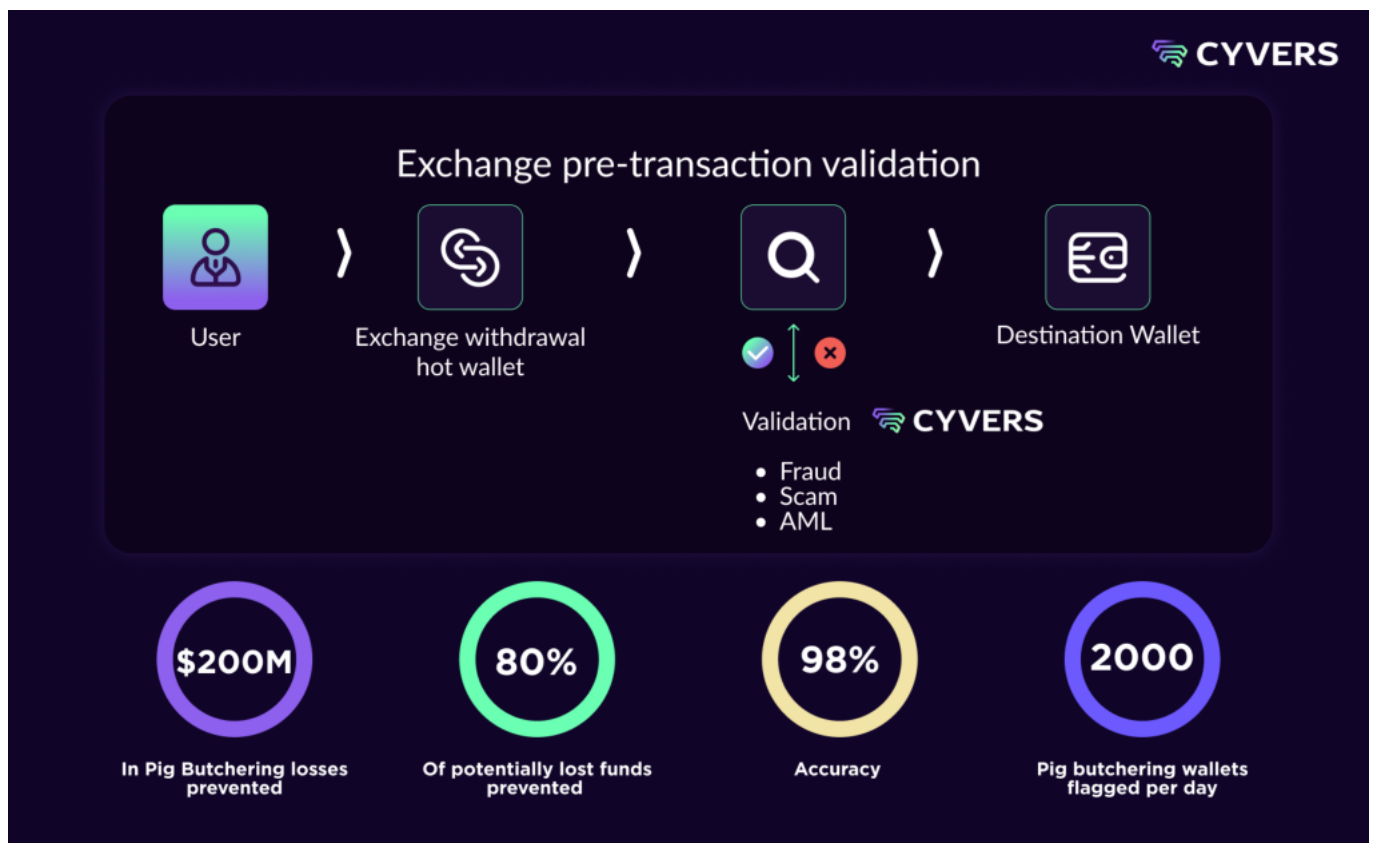 CYVERS
Exchange pre-transaction validation
User
Exchange withdrawal
hot wallet
Destination Wallet
Validation CYVERS
• Fraud
• Scam
• AML
$200M
In Pig Butchering losses
prevented
80%
Of potentially lost funds
prevented
98%
Accuracy
2000
Pig butchering wallets
flagged per day